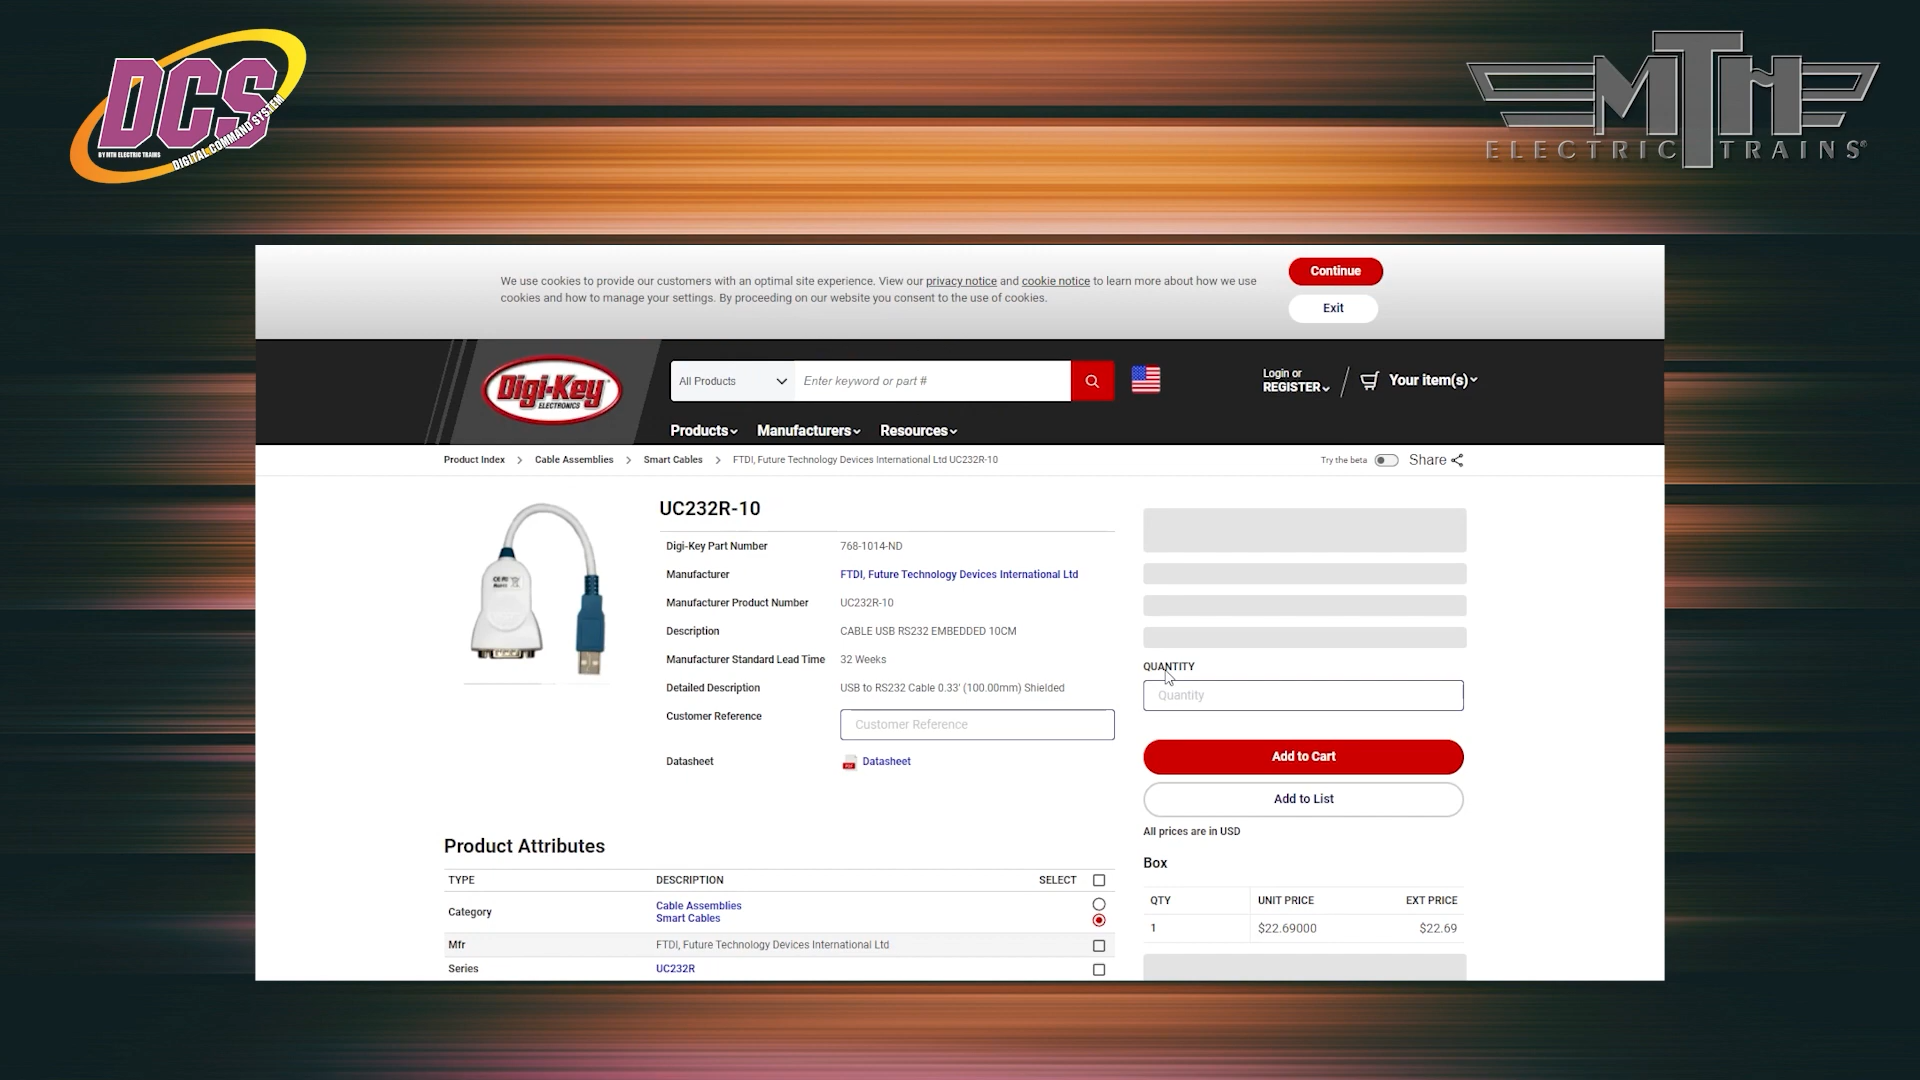 DCS
BY MTH ELECTRIC TRAINS
DIGITAL COMMAND SYSTEM
MTH
ELECTRIC TRAINS®
We use cookies to provide our customers with an optimal site experience. View our privacy notice and cookie notice to learn more about how we use
cookies and how to manage your settings. By proceeding on our website you consent to the use of cookies.
Continue
Exit
Digi-Key
ELECTRONICS
All Products
Enter keyword or part #
Login or
REGISTER
Your item(s)
Products
Manufacturers
Resources
Product Index > Cable Assemblies > Smart Cables > FTDI, Future Technology Devices International Ltd UC232R-10
Try the beta
Share
UC232R-10
Digi-Key Part Number 768-1014-ND
Manufacturer FTDI, Future Technology Devices International Ltd
Manufacturer Product Number UC232R-10
Description CABLE USB RS232 EMBEDDED 10CM
Manufacturer Standard Lead Time 32 Weeks
Detailed Description USB to RS232 Cable 0.33' (100.00mm) Shielded
Customer Reference Customer Reference
Datasheet Datasheet
QUANTITY
Quantity
Add to Cart
Add to List
All prices are in USD
Box
QTY UNIT PRICE EXT PRICE
1 $22.69000 $22.69
Product Attributes
TYPE DESCRIPTION SELECT
Category Cable Assemblies
Smart Cables
Mfr FTDI, Future Technology Devices International Ltd
Series UC232R